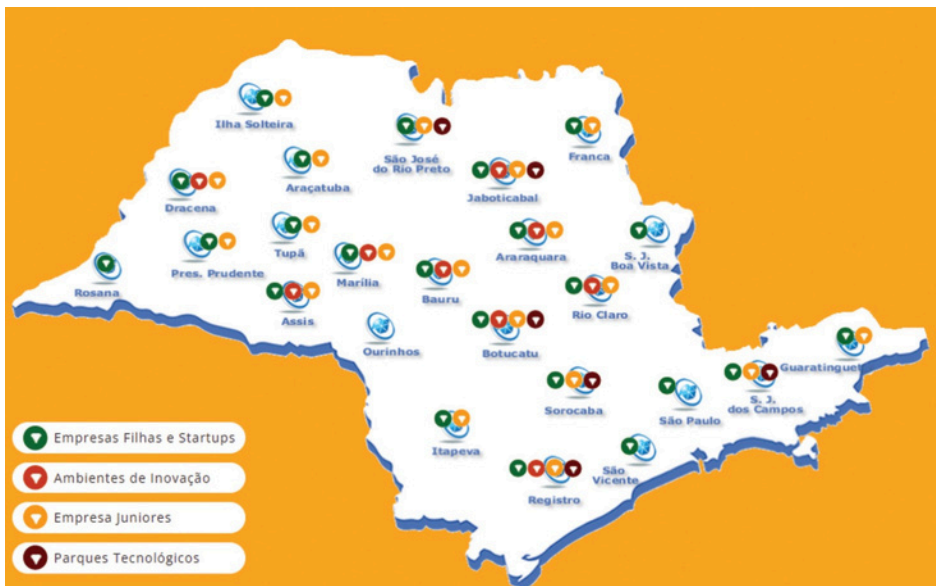 Ilha Solteira
São José
do Rio Preto
Franca
Araçatuba
Jaboticabal
Dracena
Tupã
Araraquara
S. J.
Boa Vista
Pres. Prudente
Marília
Bauru
Rosana
Assis
Rio Claro
Ourinhos
Botucatu
Guaratinguet
Sorocaba
São Paulo
S. J.
dos Campos
Itapeva
São
Vicente
Registro
Empresas Filhas e Startups
Ambientes de Inovação
Empresa Juniores
Parques Tecnológicos